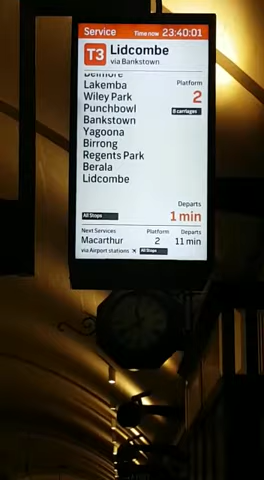 Service Time now 23:40:01
T3 Lidcombe
via Bankstown
Belmore
Lakemba Platform
Wiley Park 2
Punchbowl 8 carriages
Bankstown
Yagoona
Birrong
Regents Park
Berala
Lidcombe
Departs
All Stops 1 min
Next Services Platform Departs
Macarthur 2 11 min
via Airport stations All Stops